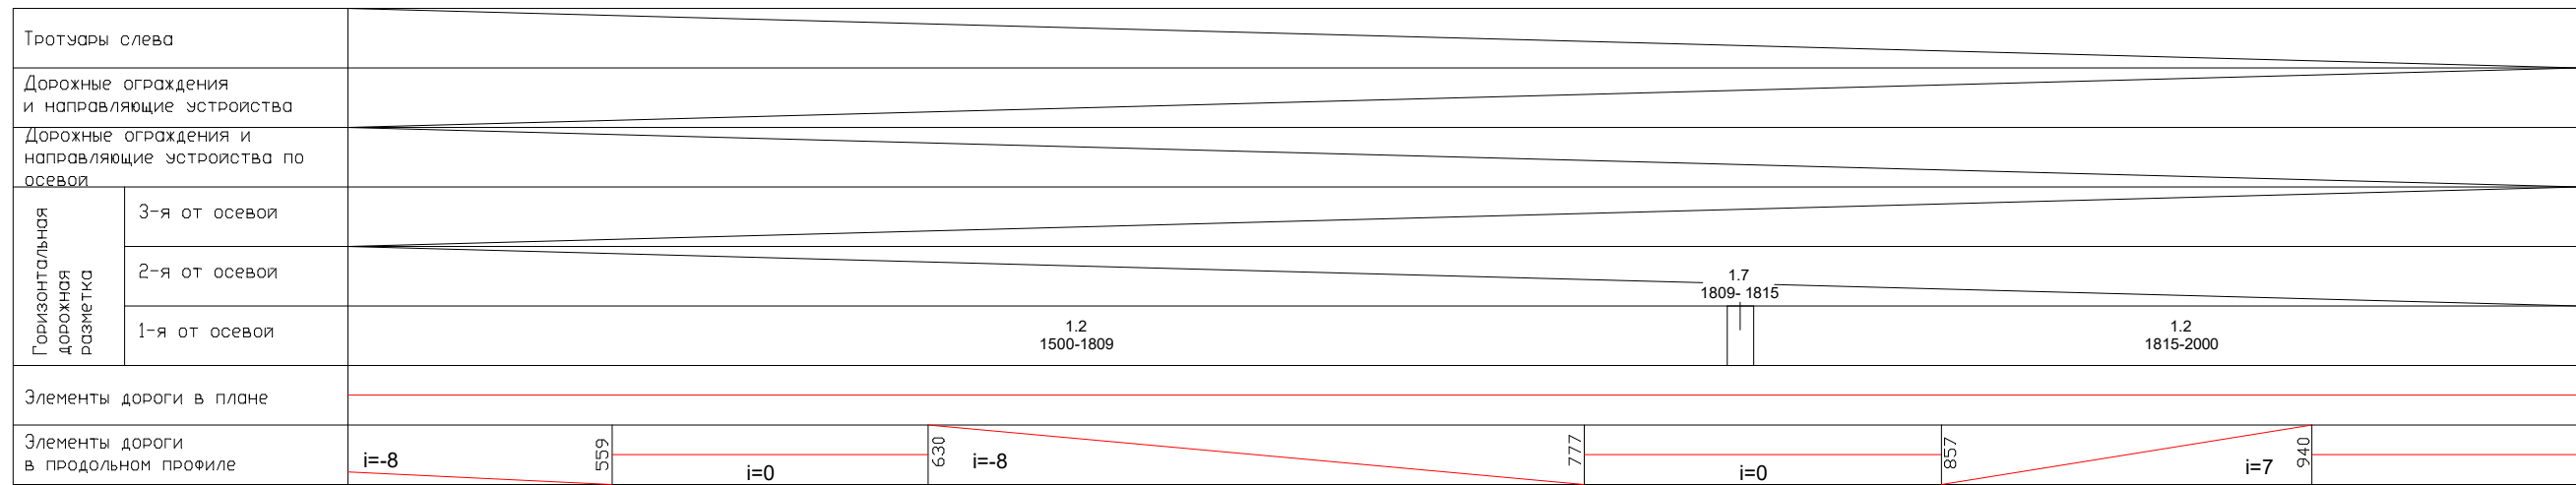 Тротуары слева
Дорожные ограждения
и направляющие устройства
Дорожные ограждения и
направляющие устройства по
осевой
Горизонтальная
дорожная
разметка
3-я от осевой
2-я от осевой
1.7
1809- 1815
1-я от осевой
1.2
1500-1809
1.2
1815-2000
Элементы дороги в плане
Элементы дороги
в продольном профиле
i=-8
559
i=0
630
i=-8
777
i=0
857
i=7
940